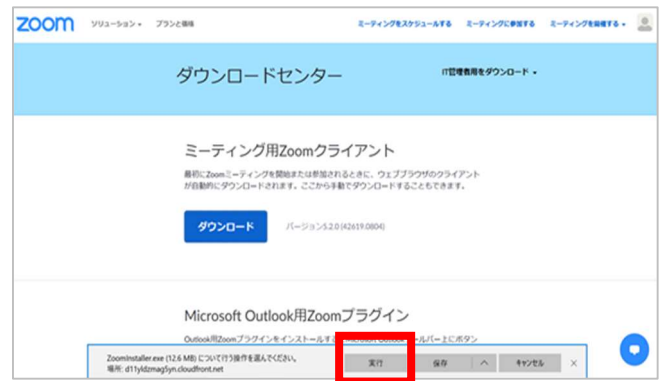 zoom ソリューション プランと価格 ミーティングをスケジュールする ミーティングに参加する ミーティングを開催する
ダウンロードセンター IT管理者用をダウンロード
ミーティング用Zoomクライアント
最初にZoomミーティングを開始または参加されるときに、ウェブブラウザのクライアント
が自動的にダウンロードされます。ここから手動でダウンロードすることもできます。
ダウンロード バージョン5.2.0 (42619.0804)
Microsoft Outlook用Zoomプラグイン
Outlook用Zoomプラグインをインストールする Microsoft Outlook ールバー上にボタン
ZoomInstaller.exe (12.6 MB) について行う操作を選んでください。
場所: d11yldzmag5yn.cloudfront.net
実行 保存 キャンセル ×